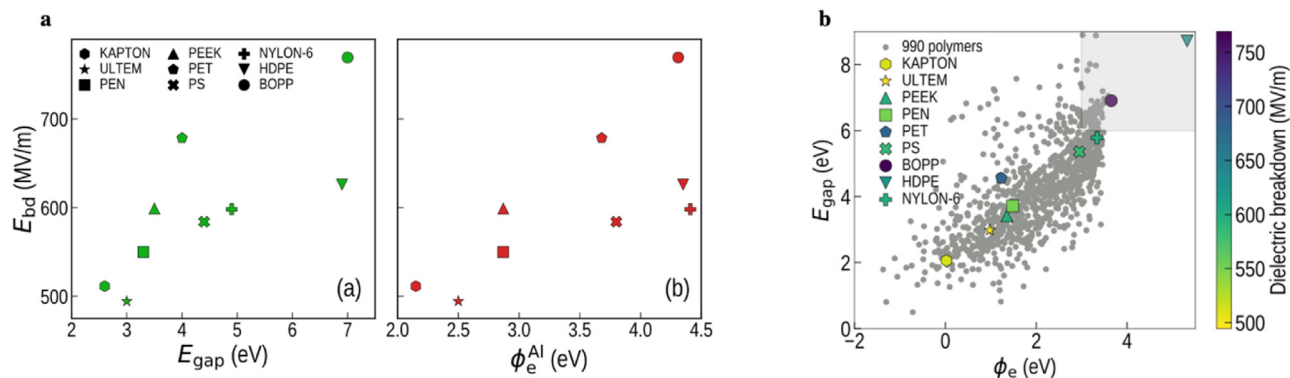 a
KAPTON
ULTEM
PEN
PEEK
PET
PS
NYLON-6
HDPE
BOPP
700
600
500
E_bd (MV/m)
2 3 4 5 6 7
E_gap (eV)
(a)
2.0 2.5 3.0 3.5 4.0 4.5
ϕ_e^Al (eV)
(b)
b
990 polymers
KAPTON
ULTEM
PEEK
PEN
PET
PS
BOPP
HDPE
NYLON-6
8
6
4
2
0
E_gap (eV)
−2 0 2 4
ϕ_e (eV)
750
700
650
600
550
500
Dielectric breakdown (MV/m)